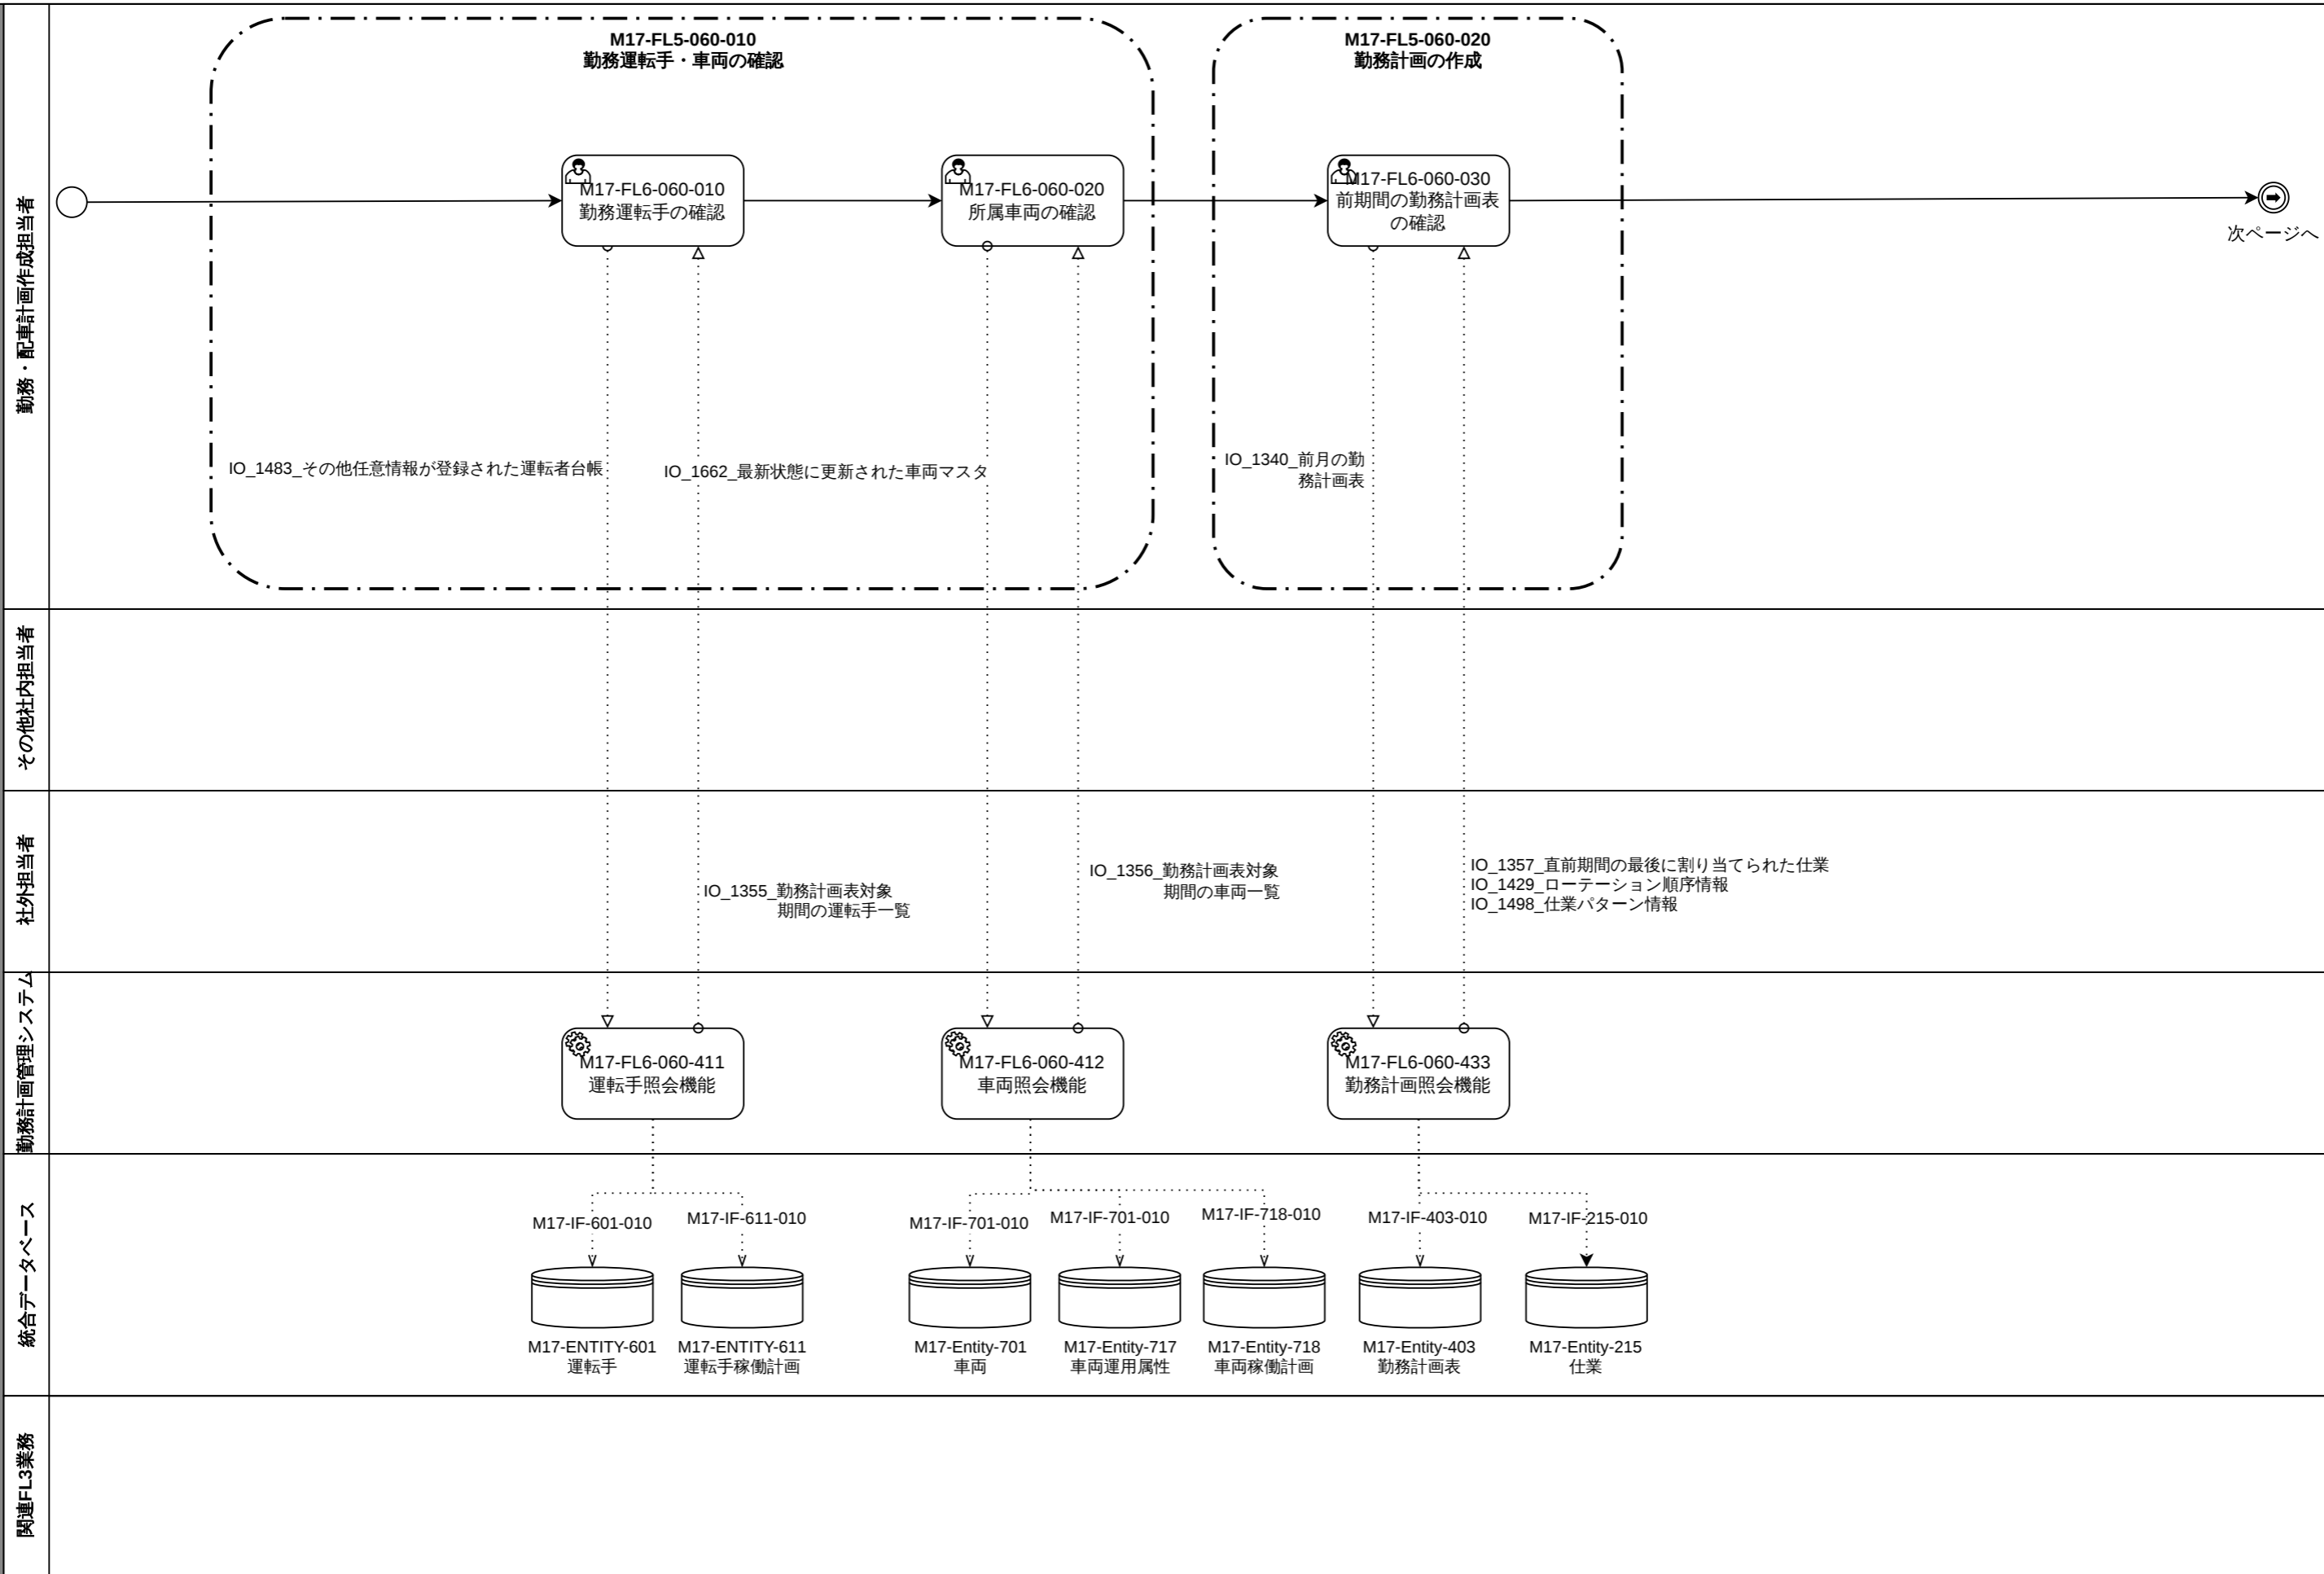 M17-FL5-060-010
勤務運転手・車両の確認
M17-FL5-060-020
勤務計画の作成
勤務・配車計画作成担当者
M17-FL6-060-010
勤務運転手の確認
M17-FL6-060-020
所属車両の確認
M17-FL6-060-030
前期間の勤務計画表
の確認
次ページへ
IO_1483_その他任意情報が登録された運転者台帳
IO_1662_最新状態に更新された車両マスタ
IO_1340_前月の勤
務計画表
その他社内担当者
社外担当者
IO_1355_勤務計画表対象
期間の運転手一覧
IO_1356_勤務計画表対象
期間の車両一覧
IO_1357_直前期間の最後に割り当てられた仕業
IO_1429_ローテーション順序情報
IO_1498_仕業パターン情報
勤務計画管理システム
M17-FL6-060-411
運転手照会機能
M17-FL6-060-412
車両照会機能
M17-FL6-060-433
勤務計画照会機能
統合データベース
M17-IF-601-010
M17-IF-611-010
M17-IF-701-010
M17-IF-701-010
M17-IF-718-010
M17-IF-403-010
M17-IF-215-010
M17-ENTITY-601
運転手
M17-ENTITY-611
運転手稼働計画
M17-Entity-701
車両
M17-Entity-717
車両運用属性
M17-Entity-718
車両稼働計画
M17-Entity-403
勤務計画表
M17-Entity-215
仕業
関連FL3業務